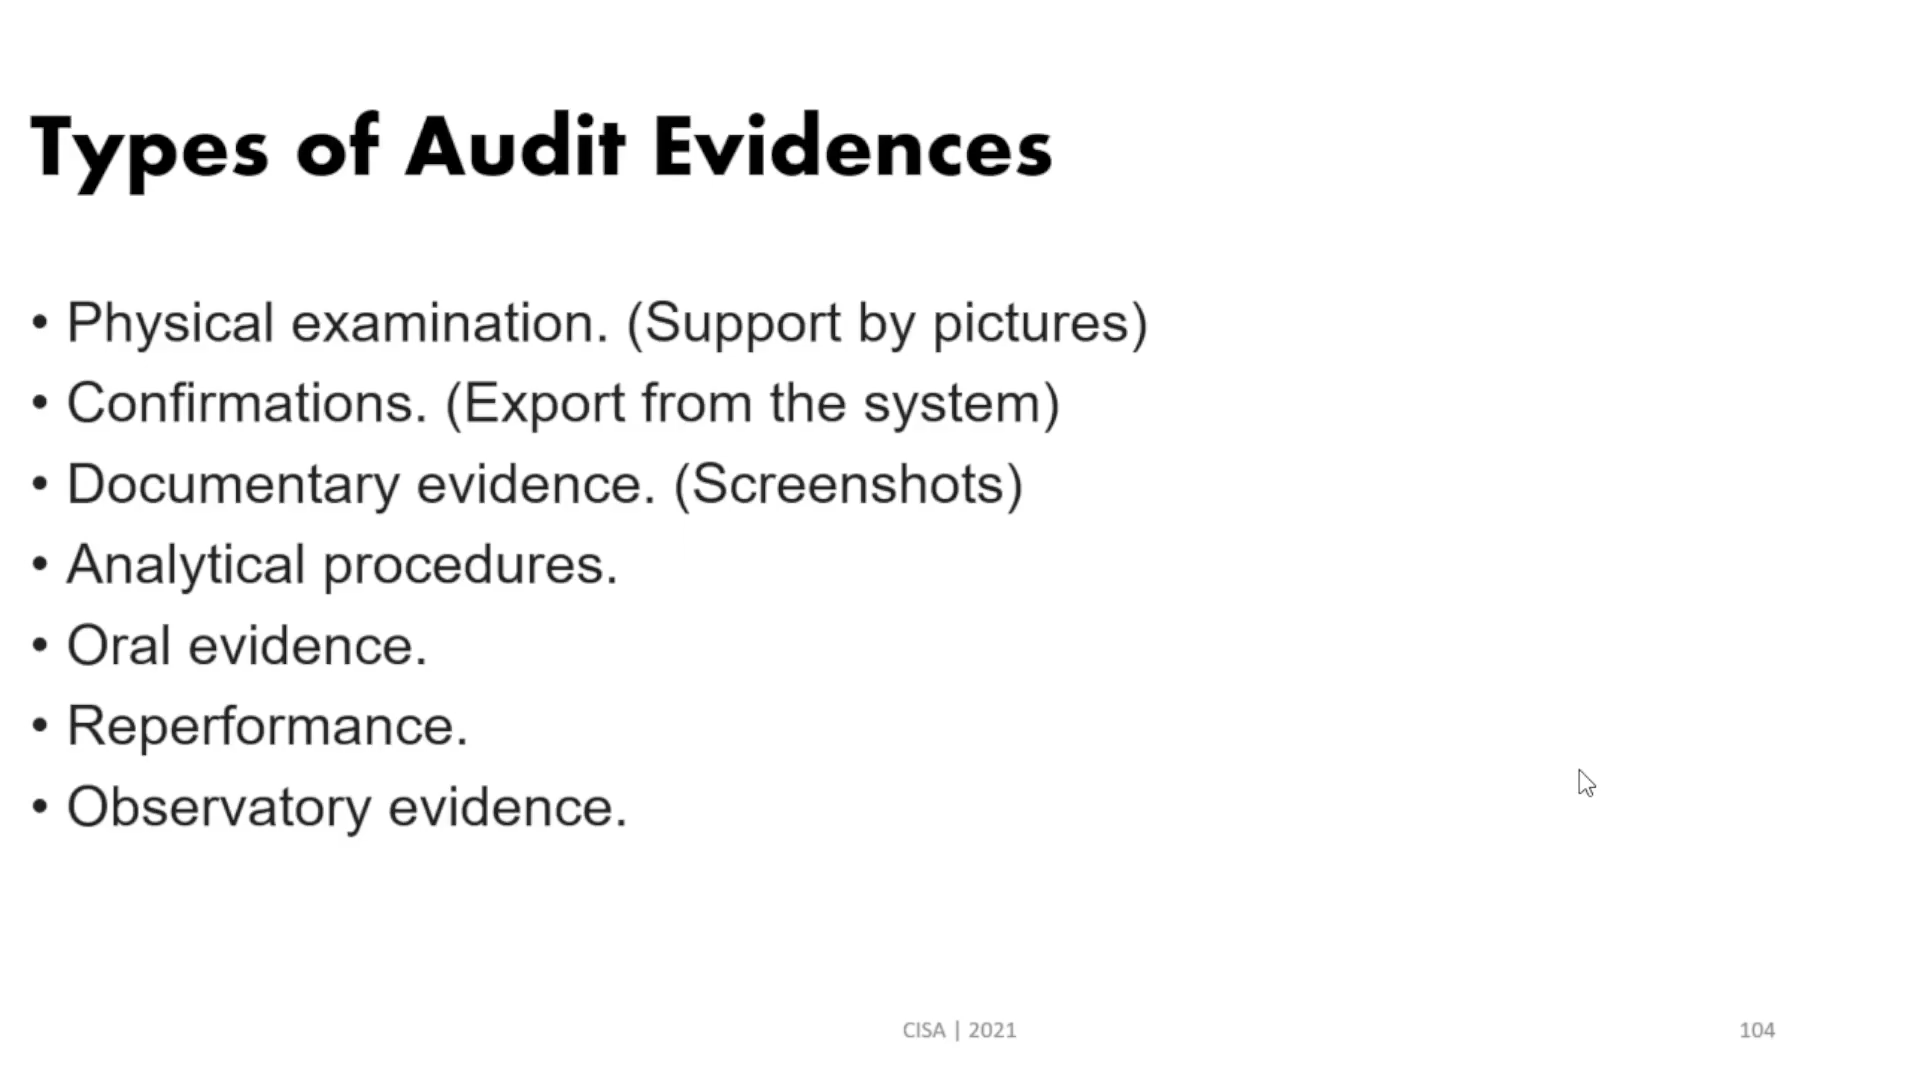 Types of Audit Evidences
• Physical examination. (Support by pictures)
• Confirmations. (Export from the system)
• Documentary evidence. (Screenshots)
• Analytical procedures.
• Oral evidence.
• Reperformance.
• Observatory evidence.
CISA | 2021
104